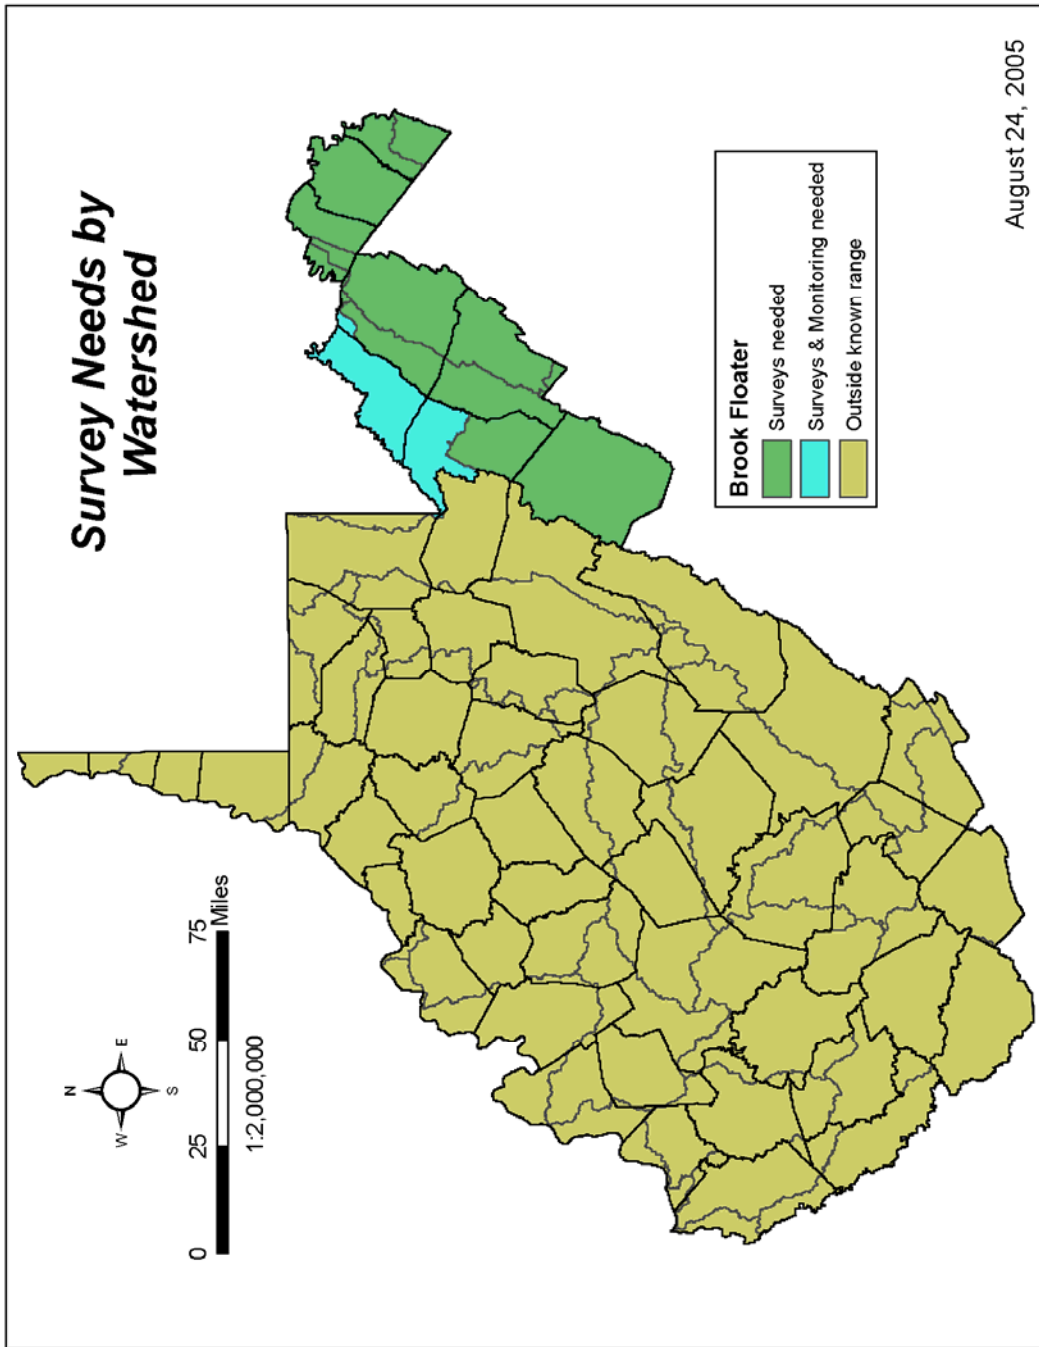 Survey Needs by
Watershed
N
W
E
S
0 25 50 75
Miles
1:2,000,000
Brook Floater
Surveys needed
Surveys & Monitoring needed
Outside known range
August 24, 2005